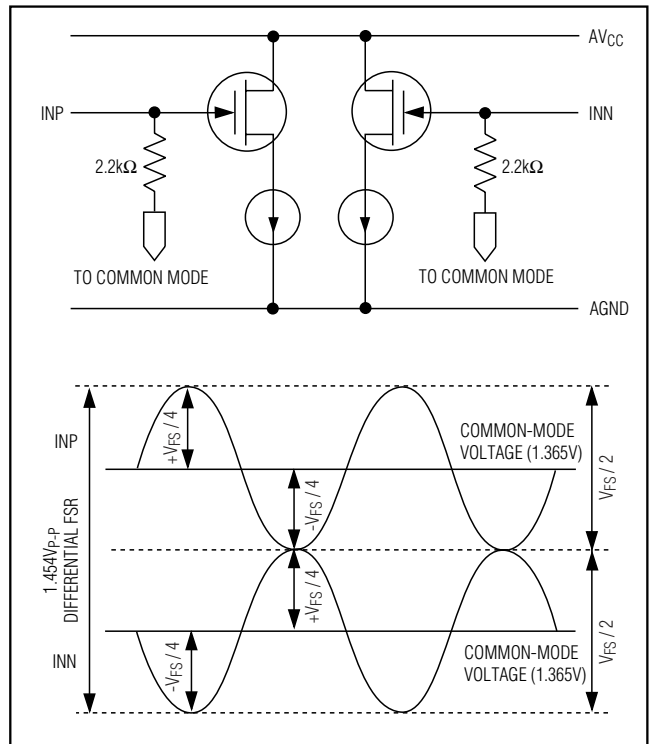 AVCC
INP
INN
2.2kΩ
2.2kΩ
TO COMMON MODE
TO COMMON MODE
AGND
INP
+VFS / 4
COMMON-MODE
VOLTAGE (1.365V)
VFS / 2
-VFS / 4
1.454VP-P
DIFFERENTIAL FSR
+VFS / 4
INN
-VFS / 4
COMMON-MODE
VOLTAGE (1.365V)
VFS / 2